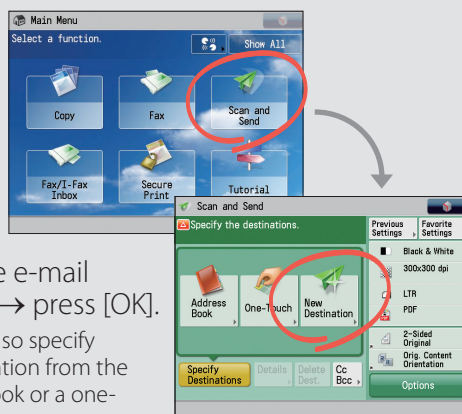 Main Menu
Select a function.
Show All
Copy
Fax
Scan and
Send
Fax/I-Fax
Inbox
Secure
Print
Tutorial
Scan and Send
Specify the destinations.
Previous
Settings
Favorite
Settings
Address
Book
One-Touch
New
Destination
Black & White
300x300 dpi
LTR
PDF
2-Sided
Original
Orig. Content
Orientation
Specify
Destinations
Details
Delete
Dest.
Cc
Bcc
Options
e e-mail
→ press [OK].
so specify
ation from the
ook or a one-